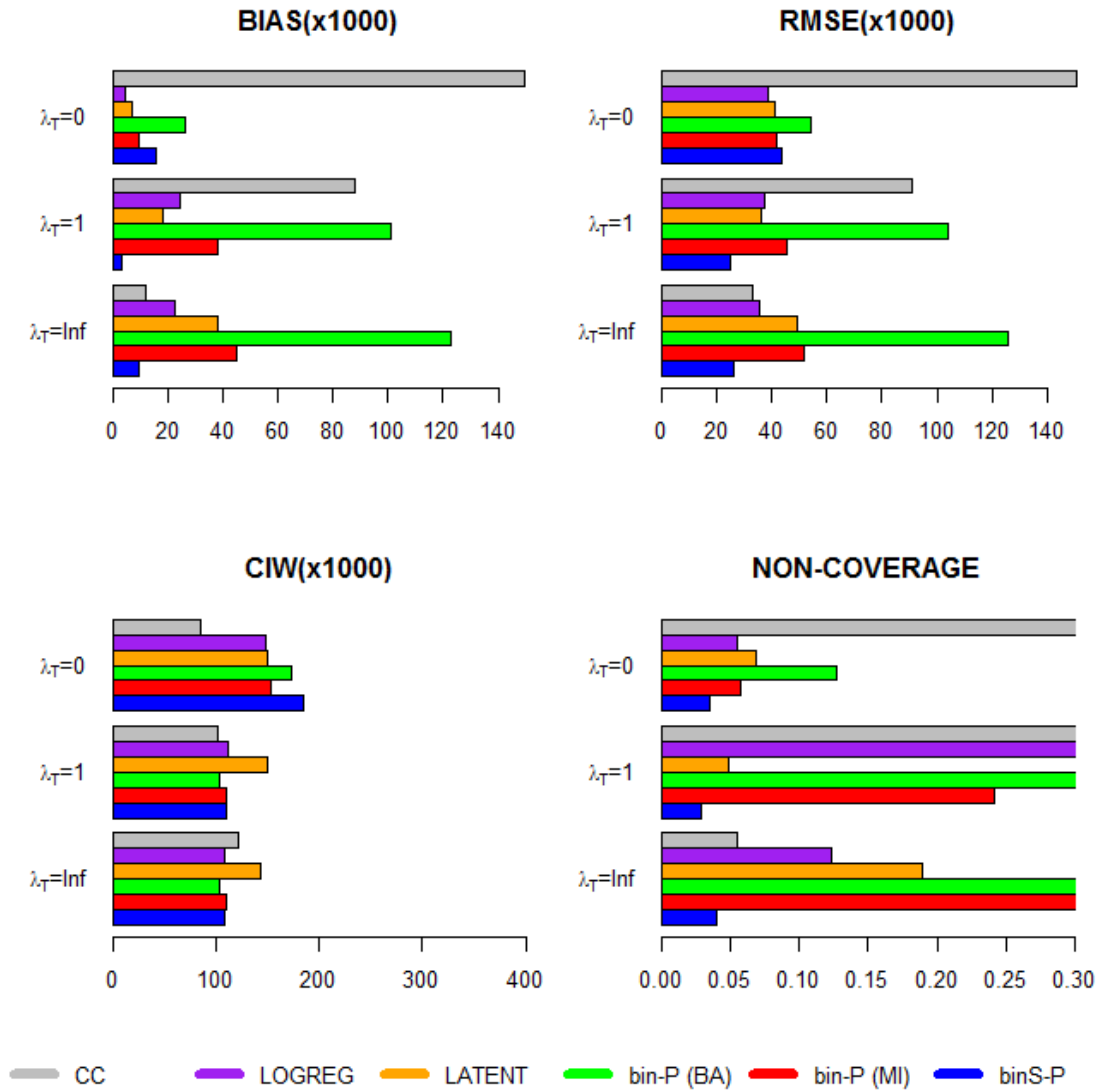 BIAS(x1000)
RMSE(x1000)
λT=0
λT=1
λT=Inf
0 20 40 60 80 100 120 140
λT=0
λT=1
λT=Inf
0 20 40 60 80 100 120 140
CIW(x1000)
NON-COVERAGE
λT=0
λT=1
λT=Inf
0 100 200 300 400
λT=0
λT=1
λT=Inf
0.00 0.05 0.10 0.15 0.20 0.25 0.30
CC LOGREG LATENT bin-P (BA) bin-P (MI) binS-P